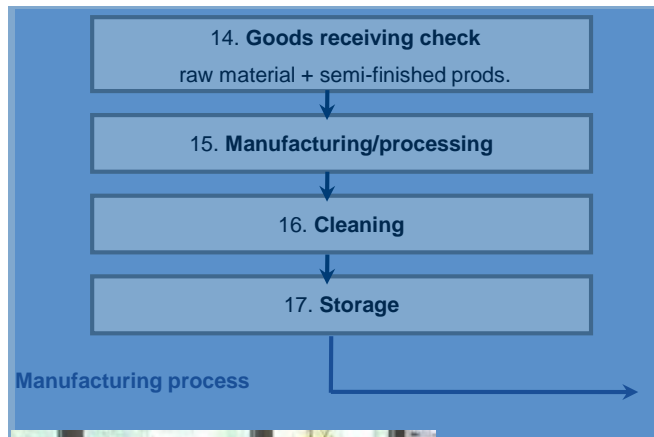 14. Goods receiving check
raw material + semi-finished prods.
15. Manufacturing/processing
16. Cleaning
17. Storage
Manufacturing process